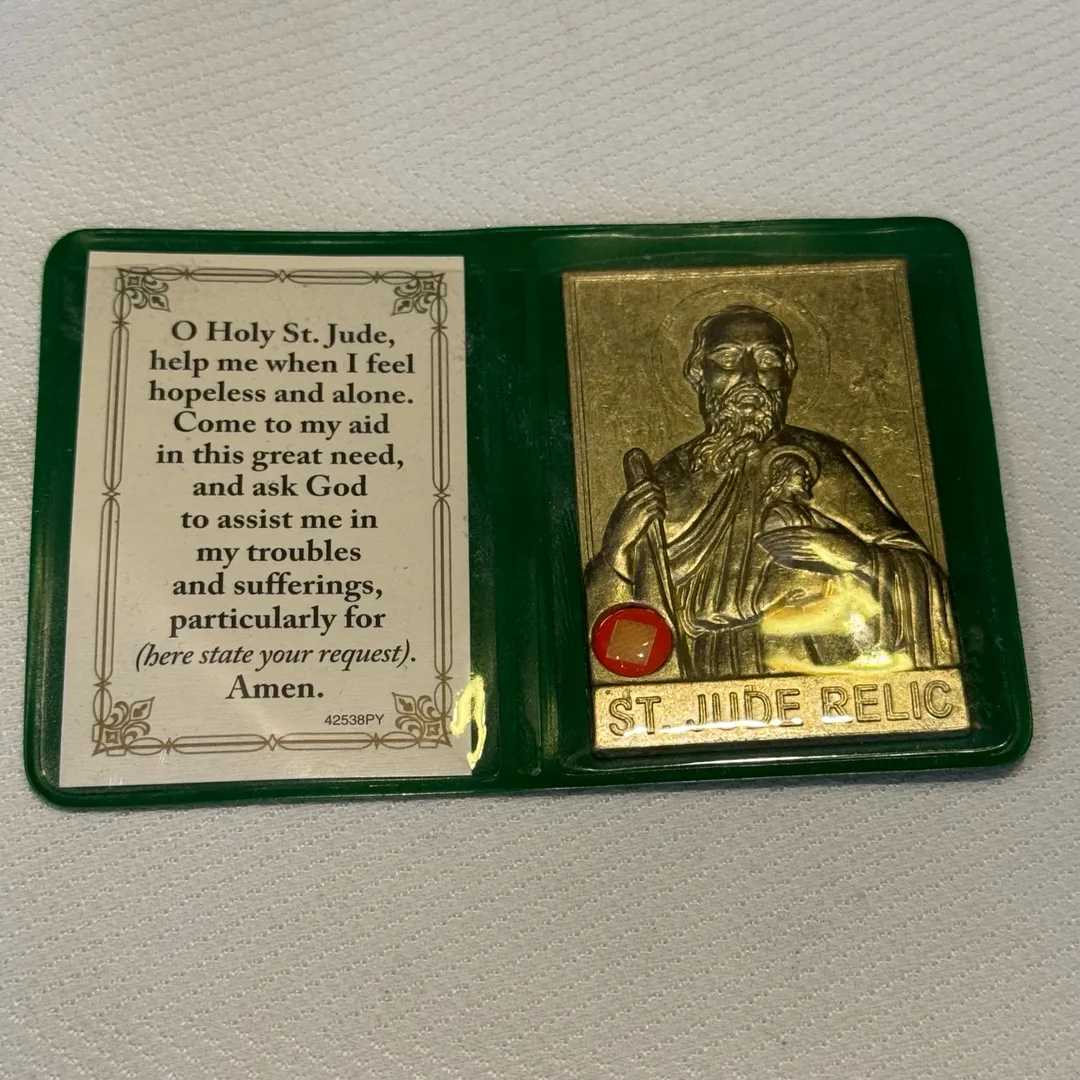 O Holy St. Jude,
help me when I feel
hopeless and alone.
Come to my aid
in this great need,
and ask God
to assist me in
my troubles
and sufferings,
particularly for
(here state your request).
Amen.
42538PY
ST. JUDE RELIC